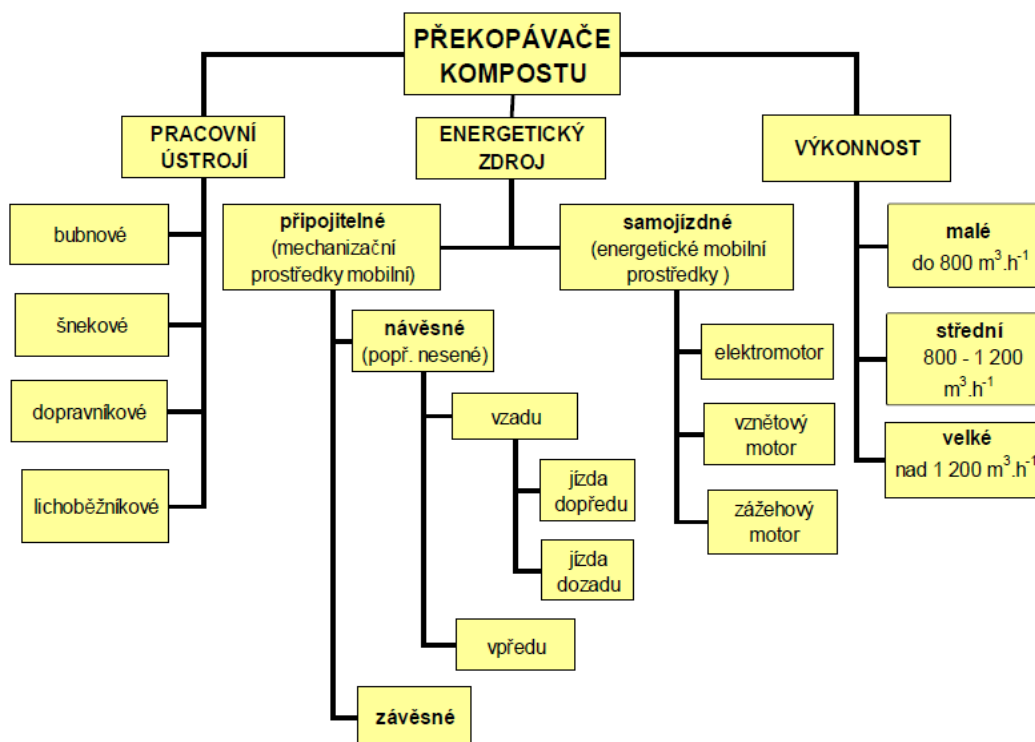 PŘEKOPÁVAČE
KOMPOSTU
PRACOVNÍ
ÚSTROJÍ
bubnové
šnekové
dopravníkové
lichoběžníkové
ENERGETICKÝ
ZDROJ
připojitelné
(mechanizační
prostředky mobilní)
návěsné
(popř. nesené)
vzadu
jízda
dopředu
jízda
dozadu
vpředu
závěsné
samojízdné
(energetické mobilní
prostředky )
elektromotor
vznětový
motor
zážehový
motor
VÝKONNOST
malé
do 800 m³.h⁻¹
střední
800 - 1 200
m³.h⁻¹
velké
nad 1 200 m³.h⁻¹